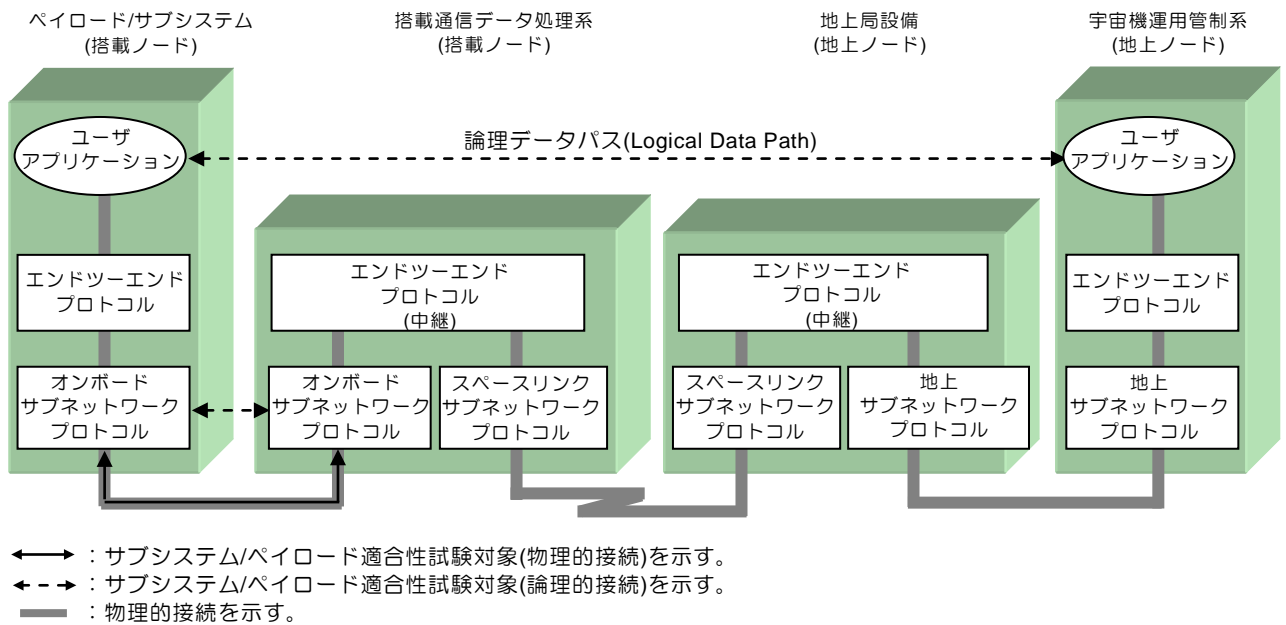 ペイロード/サブシステム
(搭載ノード)
搭載通信データ処理系
(搭載ノード)
地上局設備
(地上ノード)
宇宙機運用管制系
(地上ノード)
ユーザ
アプリケーション
論理データパス(Logical Data Path)
ユーザ
アプリケーション
エンドツーエンド
プロトコル
エンドツーエンド
プロトコル
(中継)
エンドツーエンド
プロトコル
(中継)
エンドツーエンド
プロトコル
オンボード
サブネットワーク
プロトコル
オンボード
サブネットワーク
プロトコル
スペースリンク
サブネットワーク
プロトコル
スペースリンク
サブネットワーク
プロトコル
地上
サブネットワーク
プロトコル
地上
サブネットワーク
プロトコル
：サブシステム/ペイロード適合性試験対象(物理的接続)を示す。
：サブシステム/ペイロード適合性試験対象(論理的接続)を示す。
：物理的接続を示す。